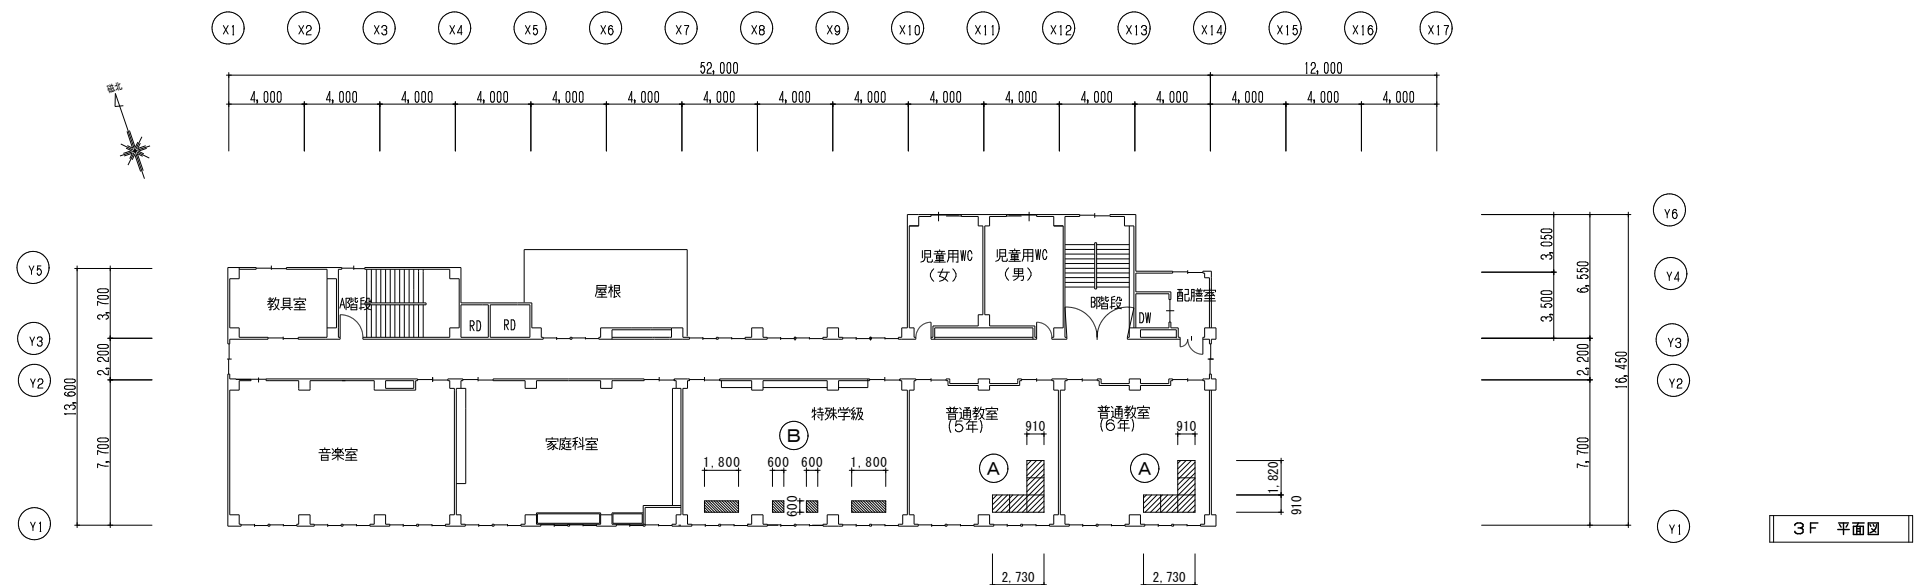 X1 X2 X3 X4 X5 X6 X7 X8 X9 X10 X11 X12 X13 X14 X15 X16 X17
52,000 12,000
4,000 4,000 4,000 4,000 4,000 4,000 4,000 4,000 4,000 4,000 4,000 4,000 4,000 4,000 4,000 4,000
磁北
Y6
Y5
Y4
3,050
6,550
児童用WC
(女)
児童用WC
(男)
3,700
教具室
A階段
屋根
B階段
配膳室
3,500
RD
RD
DW
Y3
Y3
2,200
2,200
Y2
Y2
13,600
16,450
特殊学級
普通教室
(5年)
普通教室
(6年)
910
910
B
7,700
音楽室
家庭科室
7,700
1,800 600 600 1,800
A
A
1,820
600
910
Y1
Y1
3F 平面図
2,730
2,730